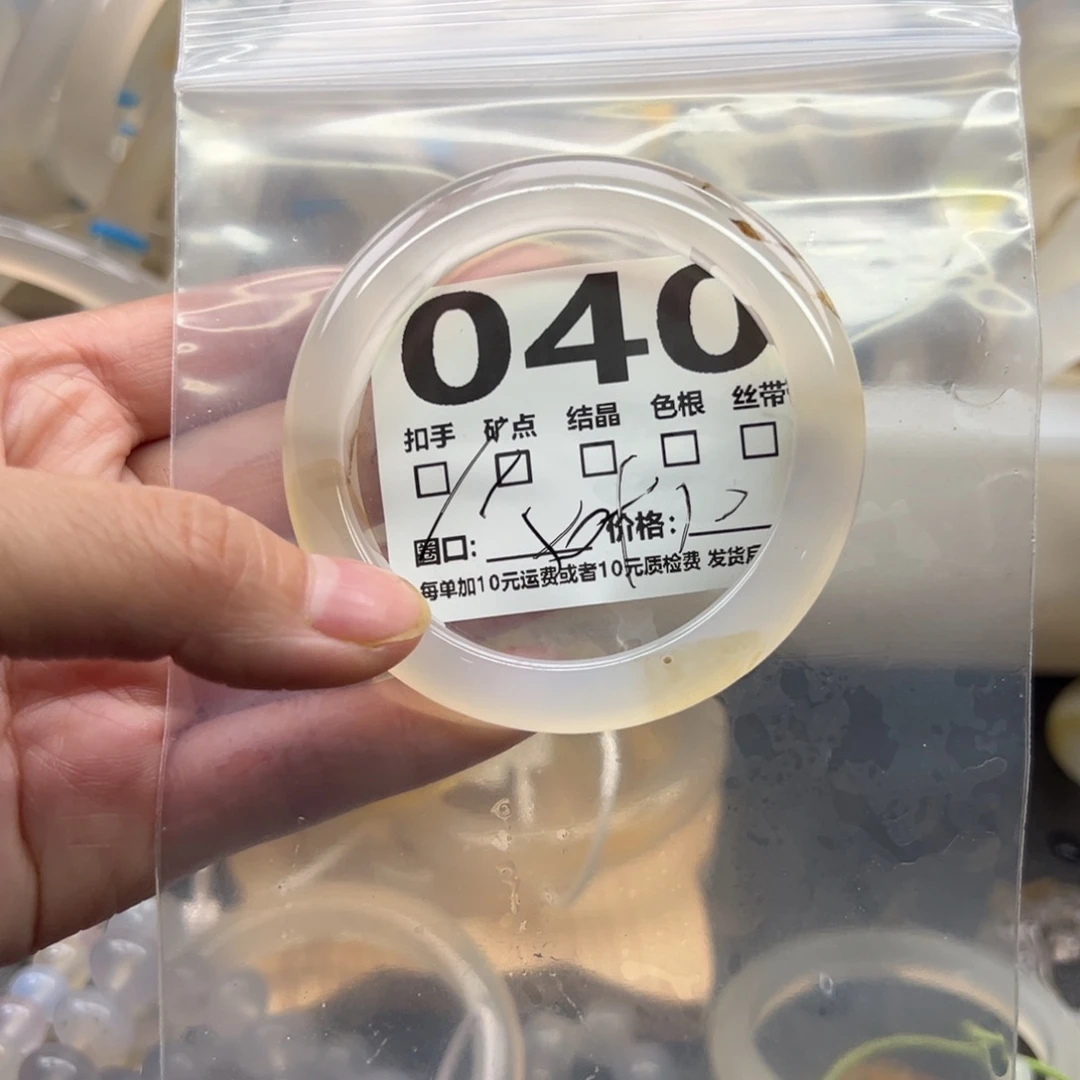 040
扣手 矿点 结晶 色根 丝带
圈口: 价格:
每单加10元运费或者10元质检费 发货后